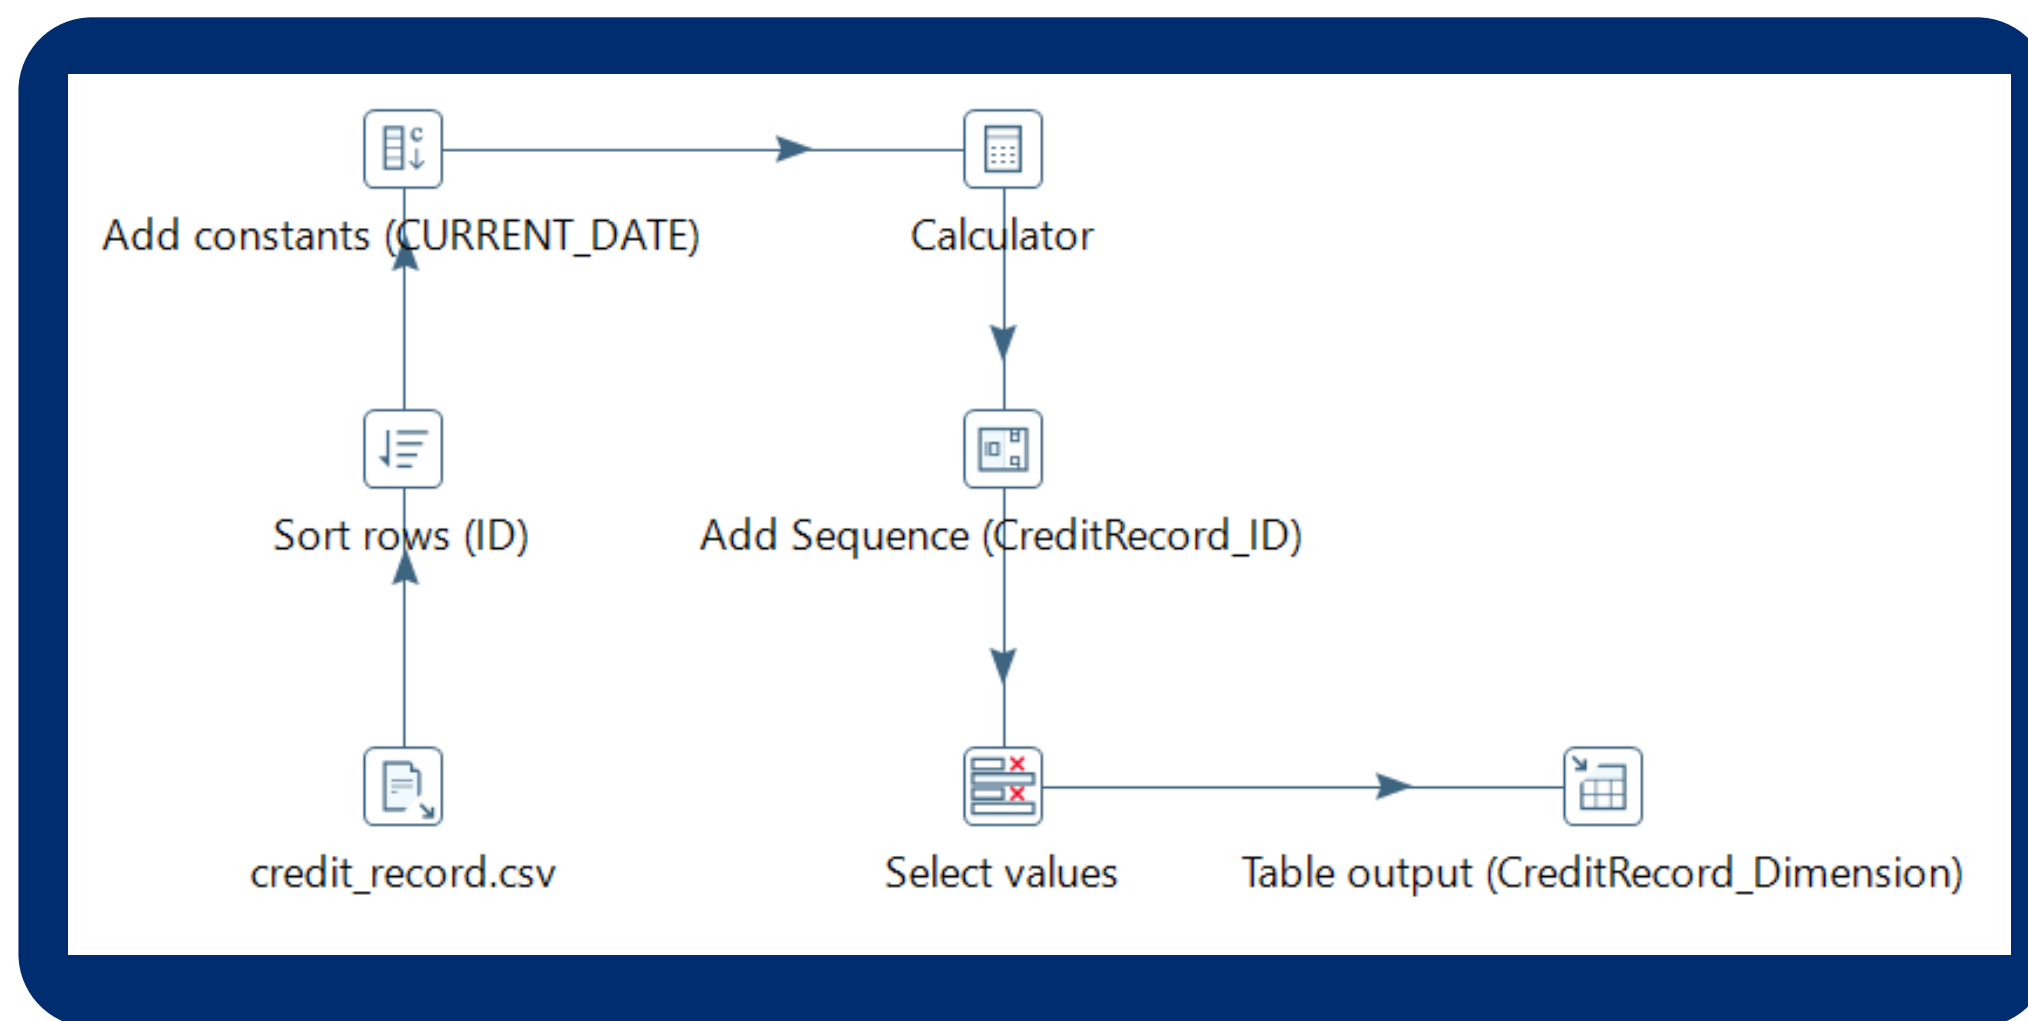 Add constants (CURRENT_DATE)
Calculator
Sort rows (ID)
Add Sequence (CreditRecord_ID)
credit_record.csv
Select values
Table output (CreditRecord_Dimension)